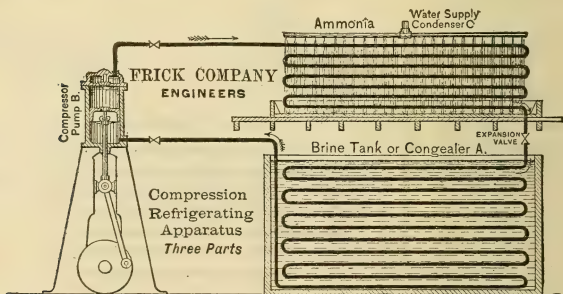 Ammonia
Water Supply
Condenser C
FRICK COMPANY
ENGINEERS
Compressor
Pump B.
EXPANSION
VALVE
Brine Tank or Congealer A.
Compression
Refrigerating
Apparatus
Three Parts